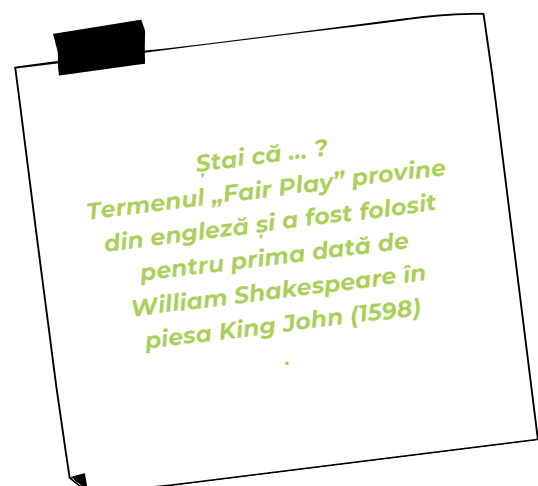 Ștai că ... ?
Termenul „Fair Play” provine
din engleză și a fost folosit
pentru prima dată de
William Shakespeare în
piesa King John (1598)
.